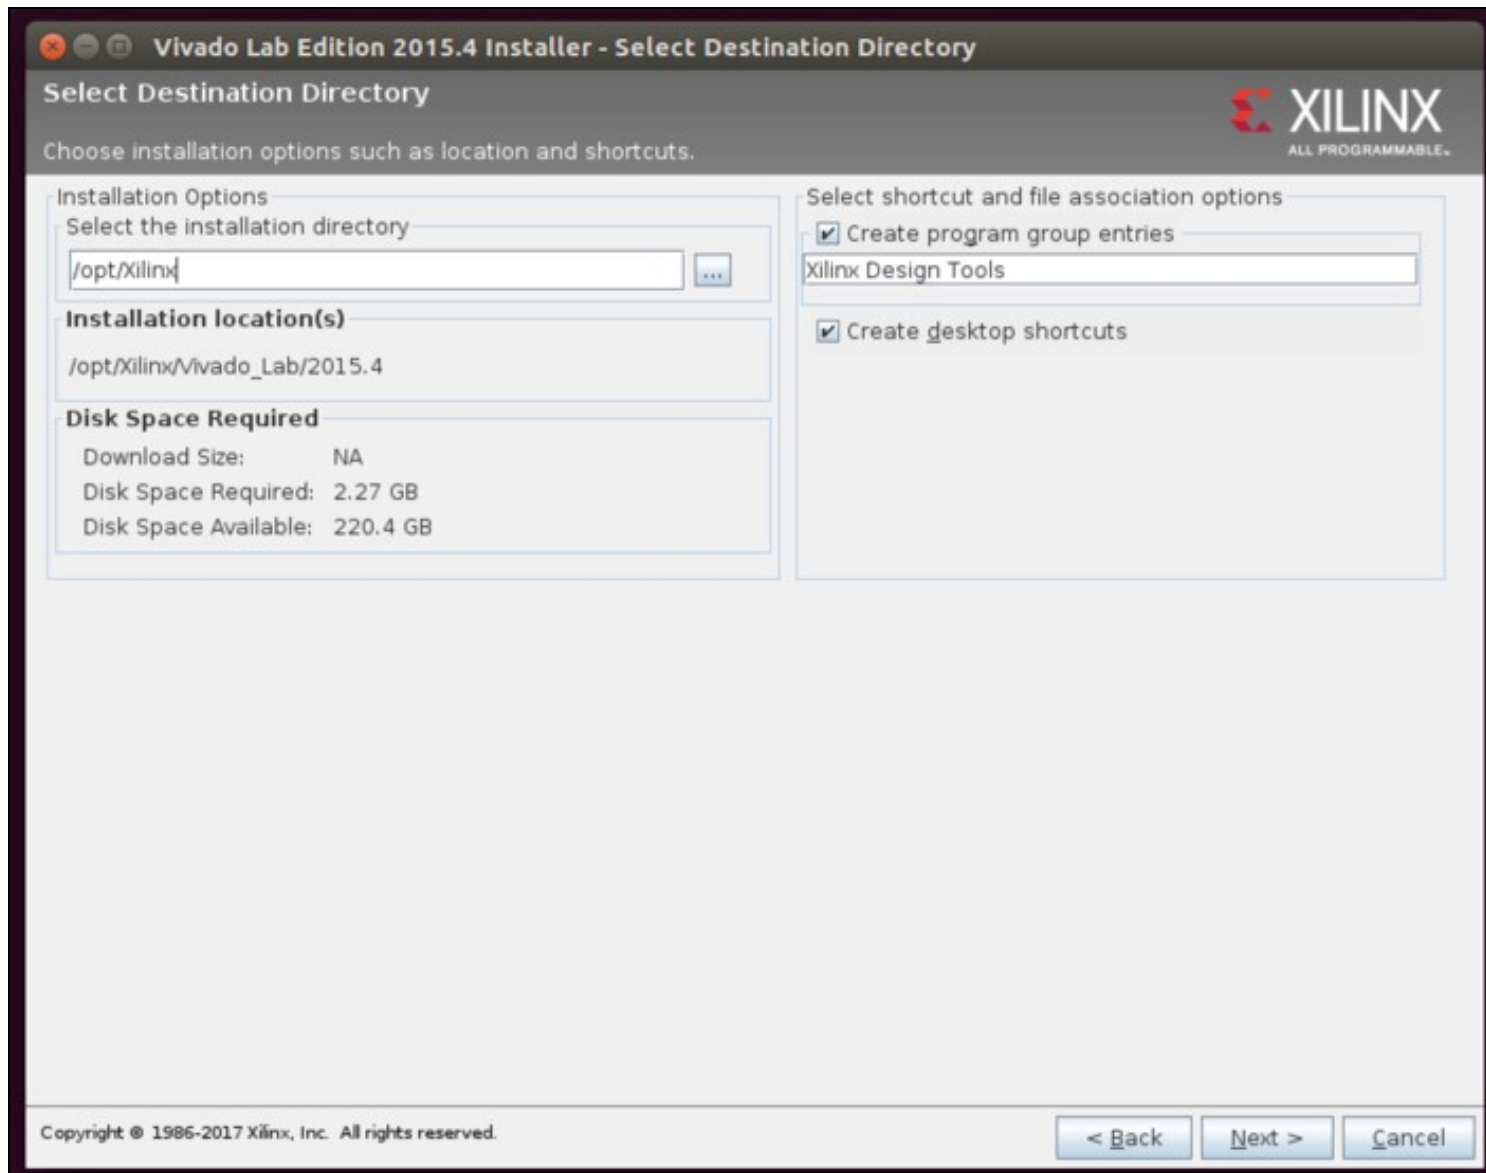 Vivado Lab Edition 2015.4 Installer - Select Destination Directory
Select Destination Directory
XILINX
ALL PROGRAMMABLE™
Choose installation options such as location and shortcuts.
Installation Options
Select the installation directory
/opt/Xilinx
...
Installation location(s)
/opt/Xilinx/Vivado_Lab/2015.4
Disk Space Required
Download Size: NA
Disk Space Required: 2.27 GB
Disk Space Available: 220.4 GB
Select shortcut and file association options
Create program group entries
Xilinx Design Tools
Create desktop shortcuts
Copyright © 1986-2017 Xilinx, Inc. All rights reserved.
< Back
Next >
Cancel